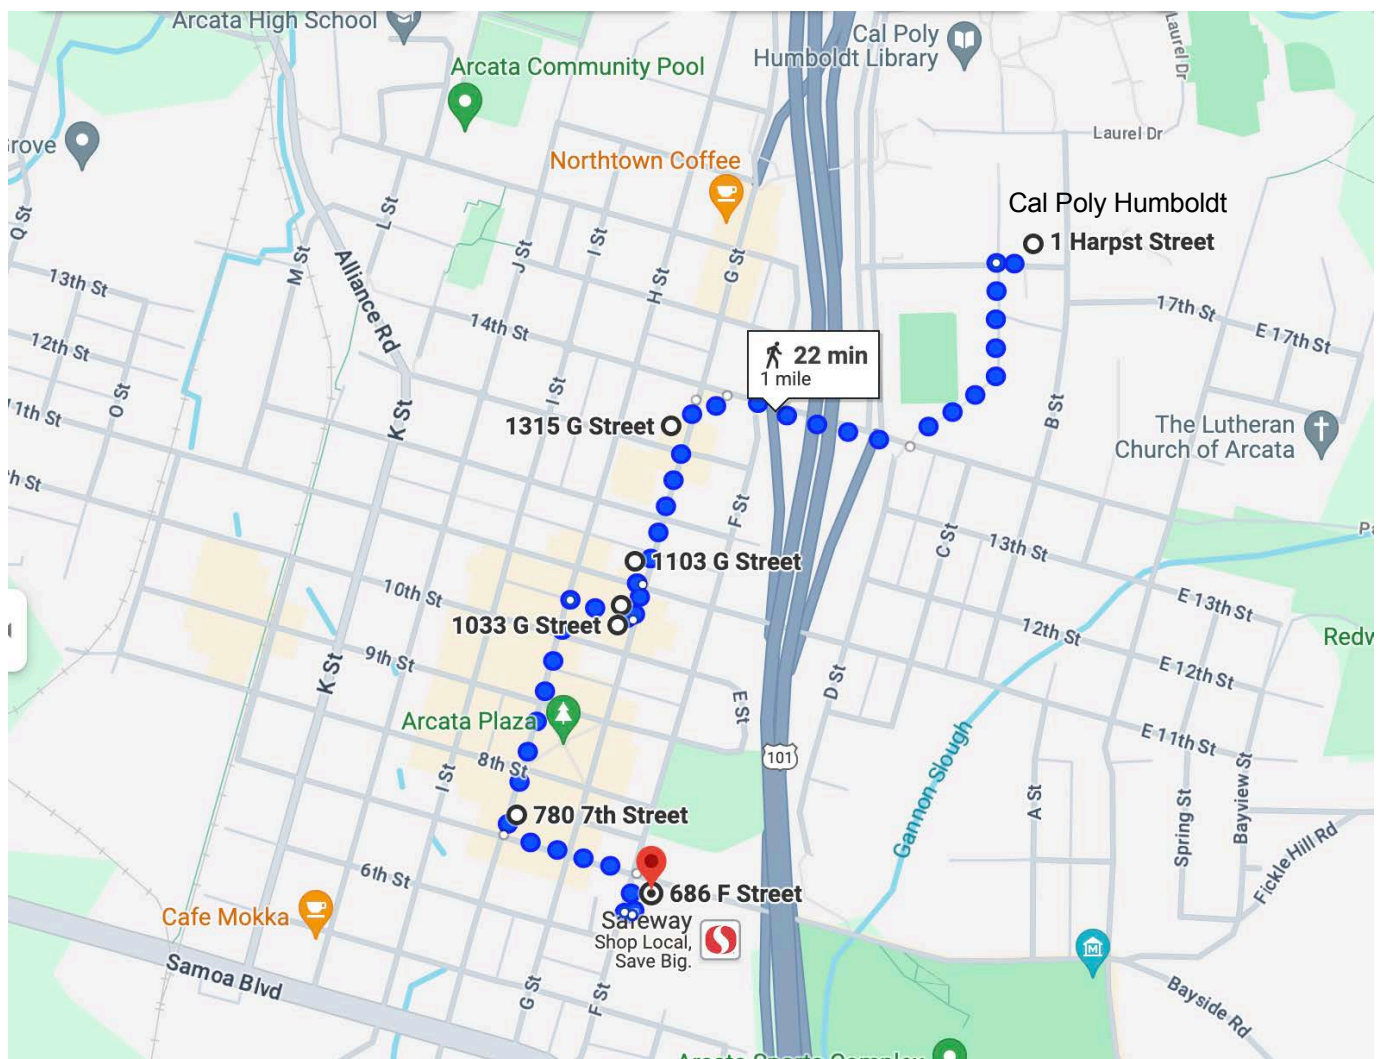 Arcata High School
Cal Poly
Humboldt Library
Laurel Dr
Arcata Community Pool
Laurel Dr
Northtown Coffee
Q St
L St
Cal Poly Humboldt
1 Harpst Street
J St
I St
M St
H St
G St
13th St
Alliance Rd
17th St
E 17th St
14th St
12th St
22 min
1 mile
O St
I St
11th St
K St
B St
1315 G Street
The Lutheran
Church of Arcata
h St
F St
C St
13th St
1103 G Street
10th St
E 13th St
1033 G Street
12th St
Redw
9th St
K St
E 12th St
D St
E St
Arcata Plaza
E 11th St
101
8th St
Gannon Slough
I St
A St
Spring St
Bayview St
780 7th Street
Fickle Hill Rd
6th St
686 F Street
Cafe Mokka
Safeway
Shop Local,
Save Big.
M
Samoa Blvd
G St
F St
Bayside Rd